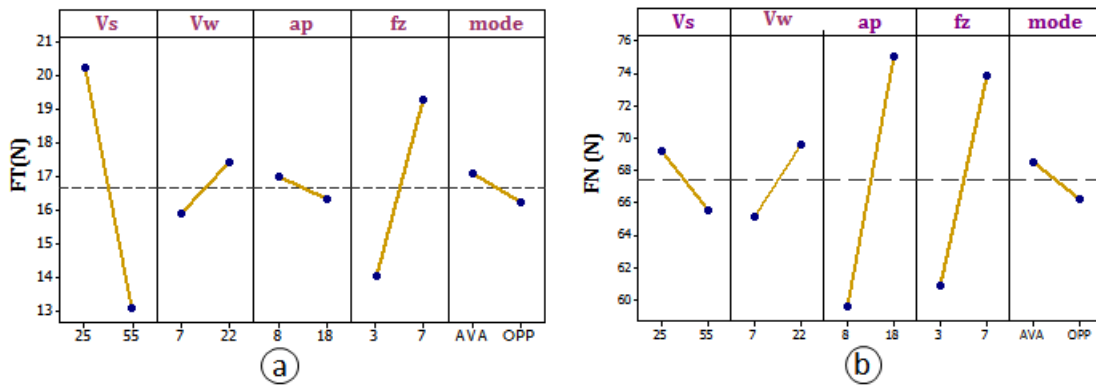 Vs Vw ap fz mode
21
20
19
18
17
16
15
14
13
FT(N)
25 55 7 22 8 18 3 7 AVA OPP
a
Vs Vw ap fz mode
76
74
72
70
68
66
64
62
60
FN (N)
25 55 7 22 8 18 3 7 AVA OPP
b